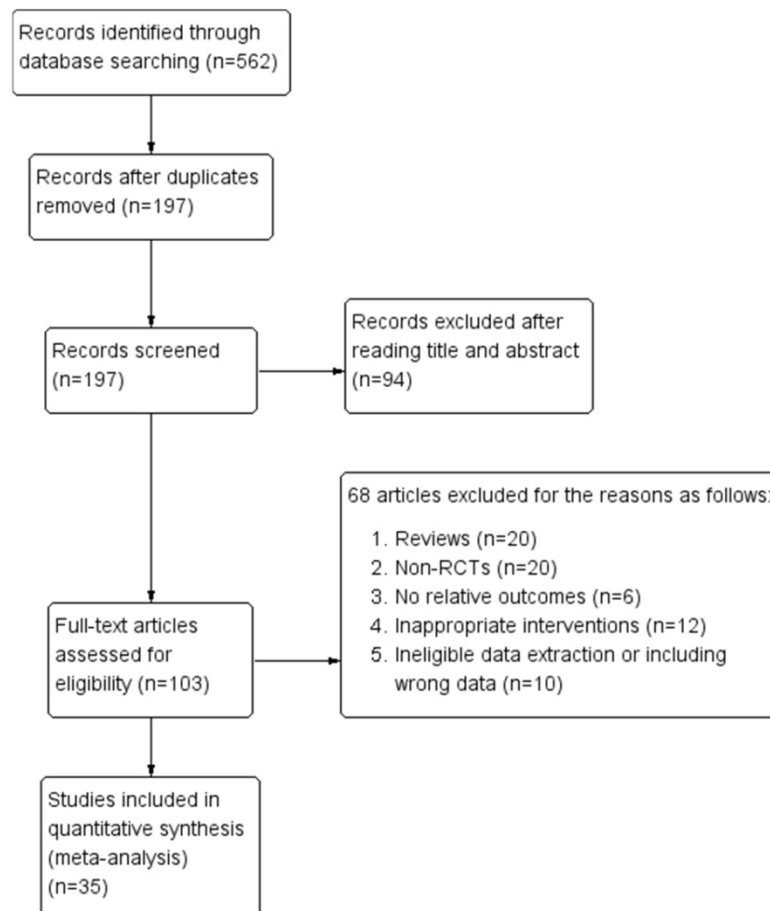 Records identified through
database searching (n=562)
Records after duplicates
removed (n=197)
Records screened
(n=197)
Records excluded after
reading title and abstract
(n=94)
68 articles excluded for the reasons as follows:
1. Reviews (n=20)
2. Non-RCTs (n=20)
3. No relative outcomes (n=6)
4. Inappropriate interventions (n=12)
5. Ineligible data extraction or including
wrong data (n=10)
Full-text articles
assessed for
eligibility (n=103)
Studies included in
quantitative synthesis
(meta-analysis)
(n=35)